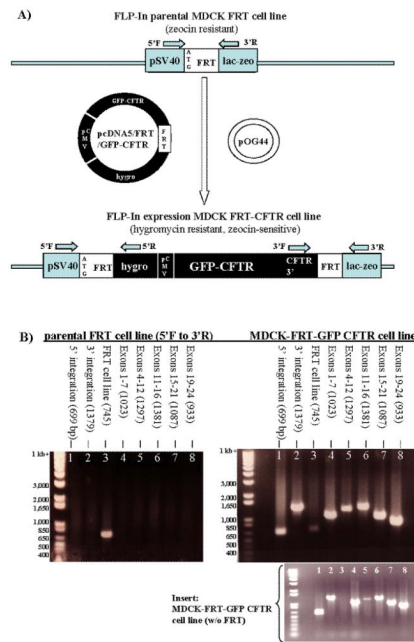 A)
FLP-In parental MDCK FRT cell line
(zeocin resistant)
5'F
3'R
pSV40
ATG
FRT
lac-zeo
GFP-CFTR
pCMV
pcDNA5/FRT
/GFP-CFTR
FRT
hygro
pOG44
FLP-In expression MDCK FRT-CFTR cell line
(hygromycin resistant, zeocin-sensitive)
5'F
5'R
3'F
3'R
pSV40
ATG
FRT
hygro
pCMV
GFP-CFTR
CFTR
3'
FRT
lac-zeo
B)
parental FRT cell line (5'F to 3'R)
MDCK-FRT-GFP CFTR cell line
5' integration (699 bp)
3' integration (1379)
FRT cell line (745)
Exons 1-7 (1023)
Exons 4-12 (1297)
Exons 11-16 (1381)
Exons 15-21 (1087)
Exons 19-24 (933)
5' integration (699 bp)
3' integration (1379)
FRT cell line (745)
Exons 1-7 (1023)
Exons 4-12 (1297)
Exons 11-16 (1381)
Exons 15-21 (1087)
Exons 19-24 (933)
1 kb+
1 2 3 4 5 6 7 8
3,000
2,000
1,650
1,000
850
650
500
400
1 kb+
1 2 3 4 5 6 7 8
3,000
2,000
1,650
1,000
850
650
500
400
Insert:
MDCK-FRT-GFP CFTR
cell line (w/o FRT)
1 2 3 4 5 6 7 8